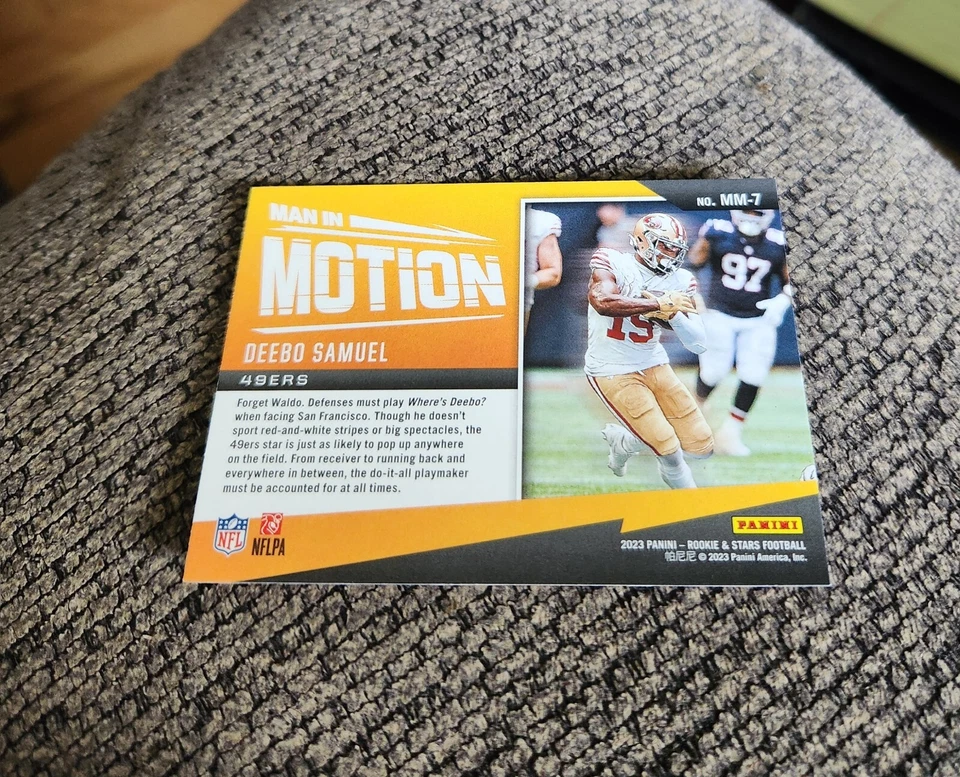 MAN IN
MOTION
DEEBO SAMUEL
49ERS
Forget Waldo. Defenses must play Where's Deebo?
when facing San Francisco. Though he doesn't
sport red-and-white stripes or big spectacles, the
49ers star is just as likely to pop up anywhere
on the field. From receiver to running back and
everywhere in between, the do-it-all playmaker
must be accounted for at all times.
NFL
NFLPA
NO. MM-7
97
19
PANINI
2023 PANINI – ROOKIE & STARS FOOTBALL
帕尼尼 © 2023 Panini America, Inc.